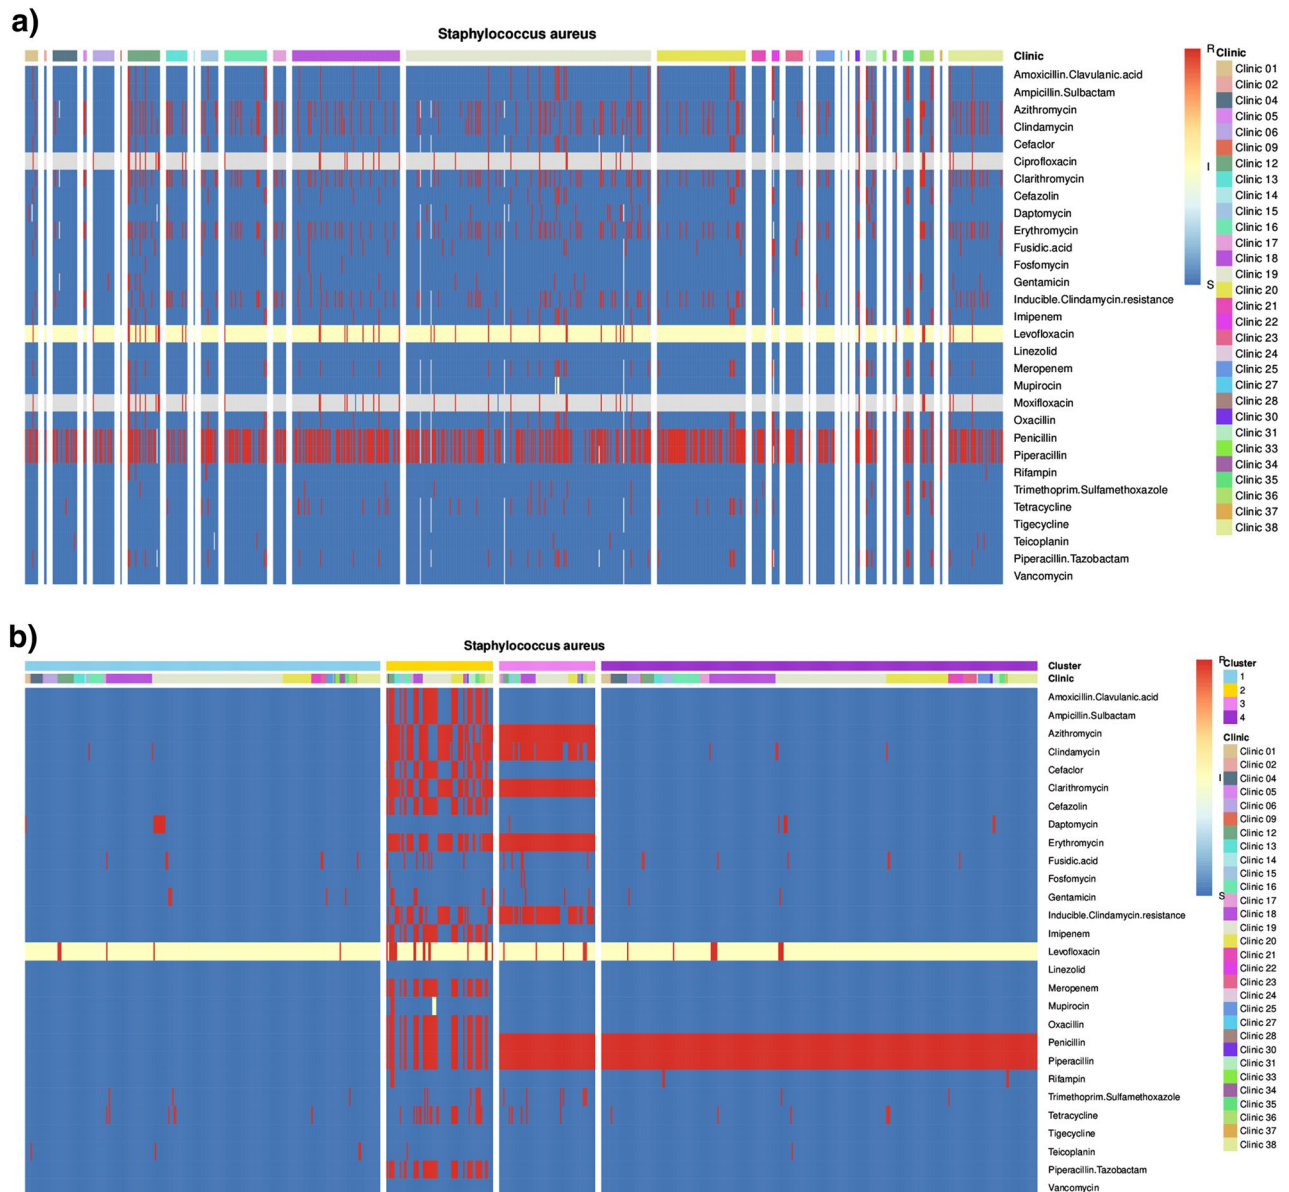 a)
Staphylococcus aureus
Clinic
Amoxicillin.Clavulanic.acid
Ampicillin.Sulbactam
Azithromycin
Clindamycin
Cefaclor
Ciprofloxacin
Clarithromycin
Cefazolin
Daptomycin
Erythromycin
Fusidic.acid
Fosfomycin
Gentamicin
Inducible.Clindamycin.resistance
Imipenem
Levofloxacin
Linezolid
Meropenem
Mupirocin
Moxifloxacin
Oxacillin
Penicillin
Piperacillin
Rifampin
Trimethoprim.Sulfamethoxazole
Tetracycline
Tigecycline
Teicoplanin
Piperacillin.Tazobactam
Vancomycin
R
I
S
Clinic
Clinic 01
Clinic 02
Clinic 04
Clinic 05
Clinic 06
Clinic 09
Clinic 12
Clinic 13
Clinic 14
Clinic 15
Clinic 16
Clinic 17
Clinic 18
Clinic 19
Clinic 20
Clinic 21
Clinic 22
Clinic 23
Clinic 24
Clinic 25
Clinic 27
Clinic 28
Clinic 30
Clinic 31
Clinic 33
Clinic 34
Clinic 35
Clinic 36
Clinic 37
Clinic 38
b)
Staphylococcus aureus
Cluster
Clinic
Amoxicillin.Clavulanic.acid
Ampicillin.Sulbactam
Azithromycin
Clindamycin
Cefaclor
Clarithromycin
Cefazolin
Daptomycin
Erythromycin
Fusidic.acid
Fosfomycin
Gentamicin
Inducible.Clindamycin.resistance
Imipenem
Levofloxacin
Linezolid
Meropenem
Mupirocin
Oxacillin
Penicillin
Piperacillin
Rifampin
Trimethoprim.Sulfamethoxazole
Tetracycline
Tigecycline
Teicoplanin
Piperacillin.Tazobactam
Vancomycin
R
I
S
Cluster
1
2
3
4
Clinic
Clinic 01
Clinic 02
Clinic 04
Clinic 05
Clinic 06
Clinic 09
Clinic 12
Clinic 13
Clinic 14
Clinic 15
Clinic 16
Clinic 17
Clinic 18
Clinic 19
Clinic 20
Clinic 21
Clinic 22
Clinic 23
Clinic 24
Clinic 25
Clinic 27
Clinic 28
Clinic 30
Clinic 31
Clinic 33
Clinic 34
Clinic 35
Clinic 36
Clinic 37
Clinic 38